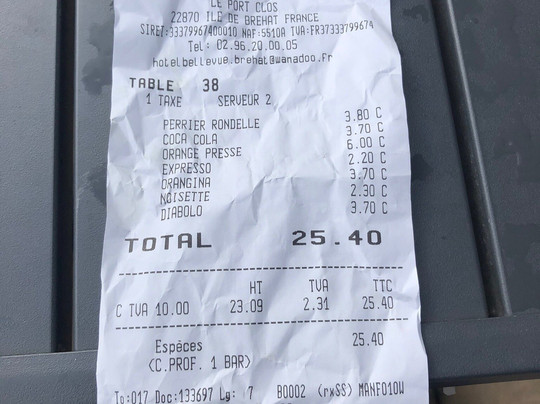 LE PORT CLOS
22870 ILE DE BREHAT FRANCE
SIRET:33379967400010 NAF:5510A TVA:FR37333799674
Tel: 02.96.20.00.05
hotelbellevue.brehat@wanadoo.fr
TABLE 38
1 TAXE SERVEUR 2
PERRIER RONDELLE 3.80 C
COCA COLA 3.70 C
ORANGE PRESSE 6.00 C
EXPRESSO 2.20 C
ORANGINA 3.70 C
NOISETTE 2.30 C
DIABOLO 3.70 C
TOTAL 25.40
HT TVA TTC
C TVA 10.00 23.09 2.31 25.40
Espèces 25.40
(C.PROF. 1 BAR)
Tp:017 Doc:133697 Lg: 7 B0002 (rxSS) MANF010W